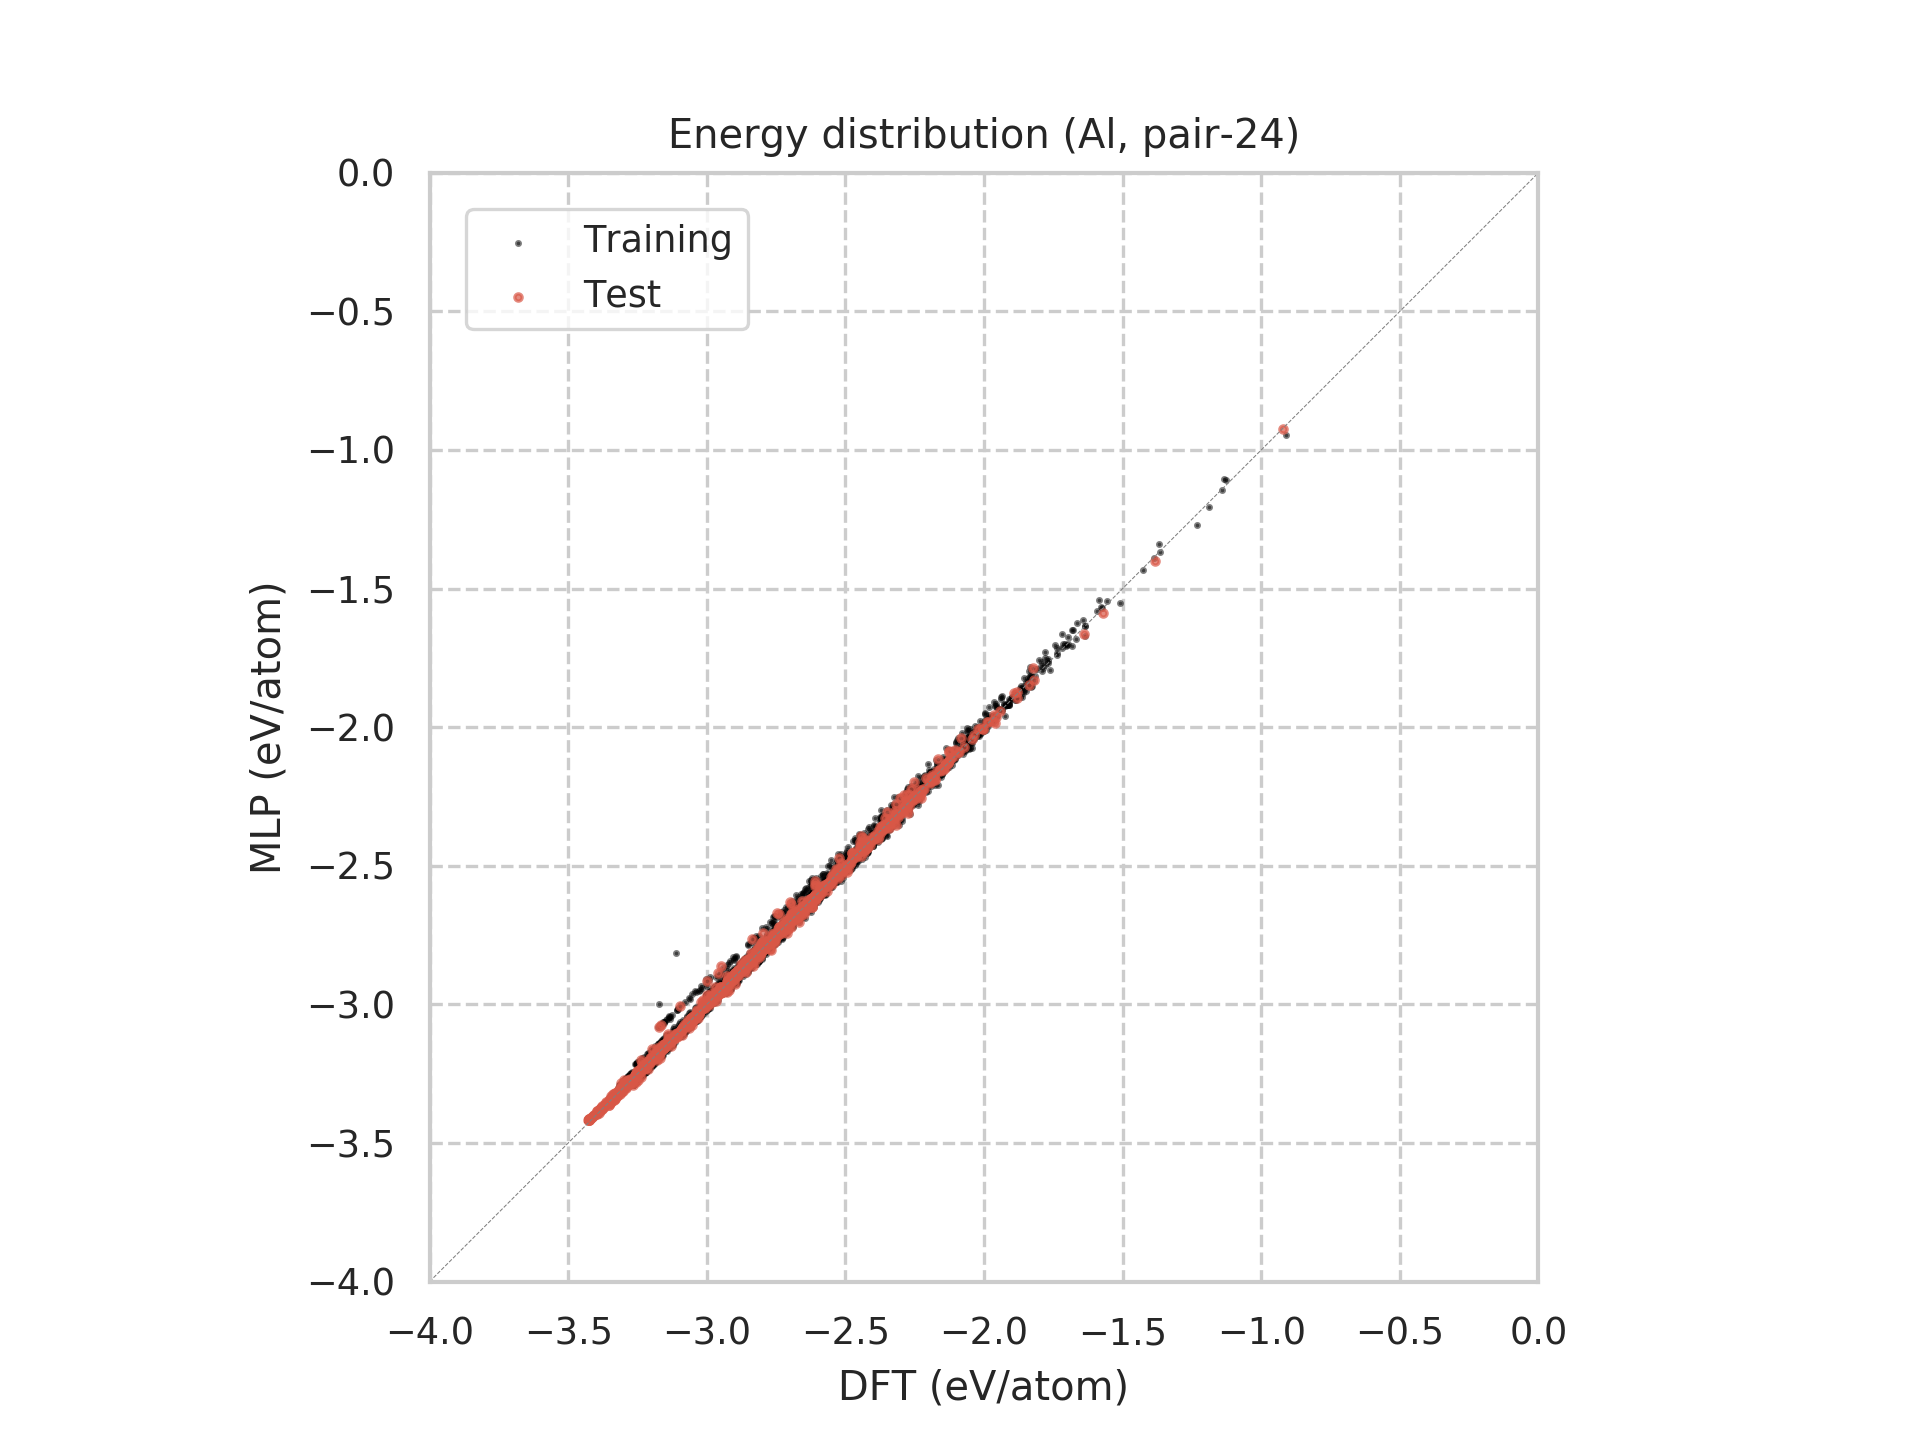 Energy distribution (Al, pair-24)
Training
Test
0.0
−0.5
−1.0
−1.5
−2.0
−2.5
−3.0
−3.5
−4.0
MLP (eV/atom)
−4.0 −3.5 −3.0 −2.5 −2.0 −1.5 −1.0 −0.5 0.0
DFT (eV/atom)